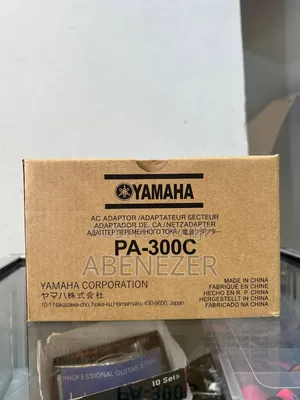 YAMAHA
AC ADAPTOR/ADAPTATEUR SECTEUR
ADAPTADOR DE CA/NETZADAPTER
АДАПТЕР ПЕРЕМЕННОГО ТОКА/電源アダプター
PA-300C
ABENEZER
MADE IN CHINA
FABRIQUÉ EN CHINE
HECHO EN R. P. CHINA
HERGESTELLT IN CHINA
FABRICADO NA CHINA
YAMAHA CORPORATION
ヤマハ株式会社
10-1 Nakazawa-cho, Naka-ku, Hamamatsu 430-8650, Japan
PROFESSIONAL GUITAR
10 Sets
PA-300